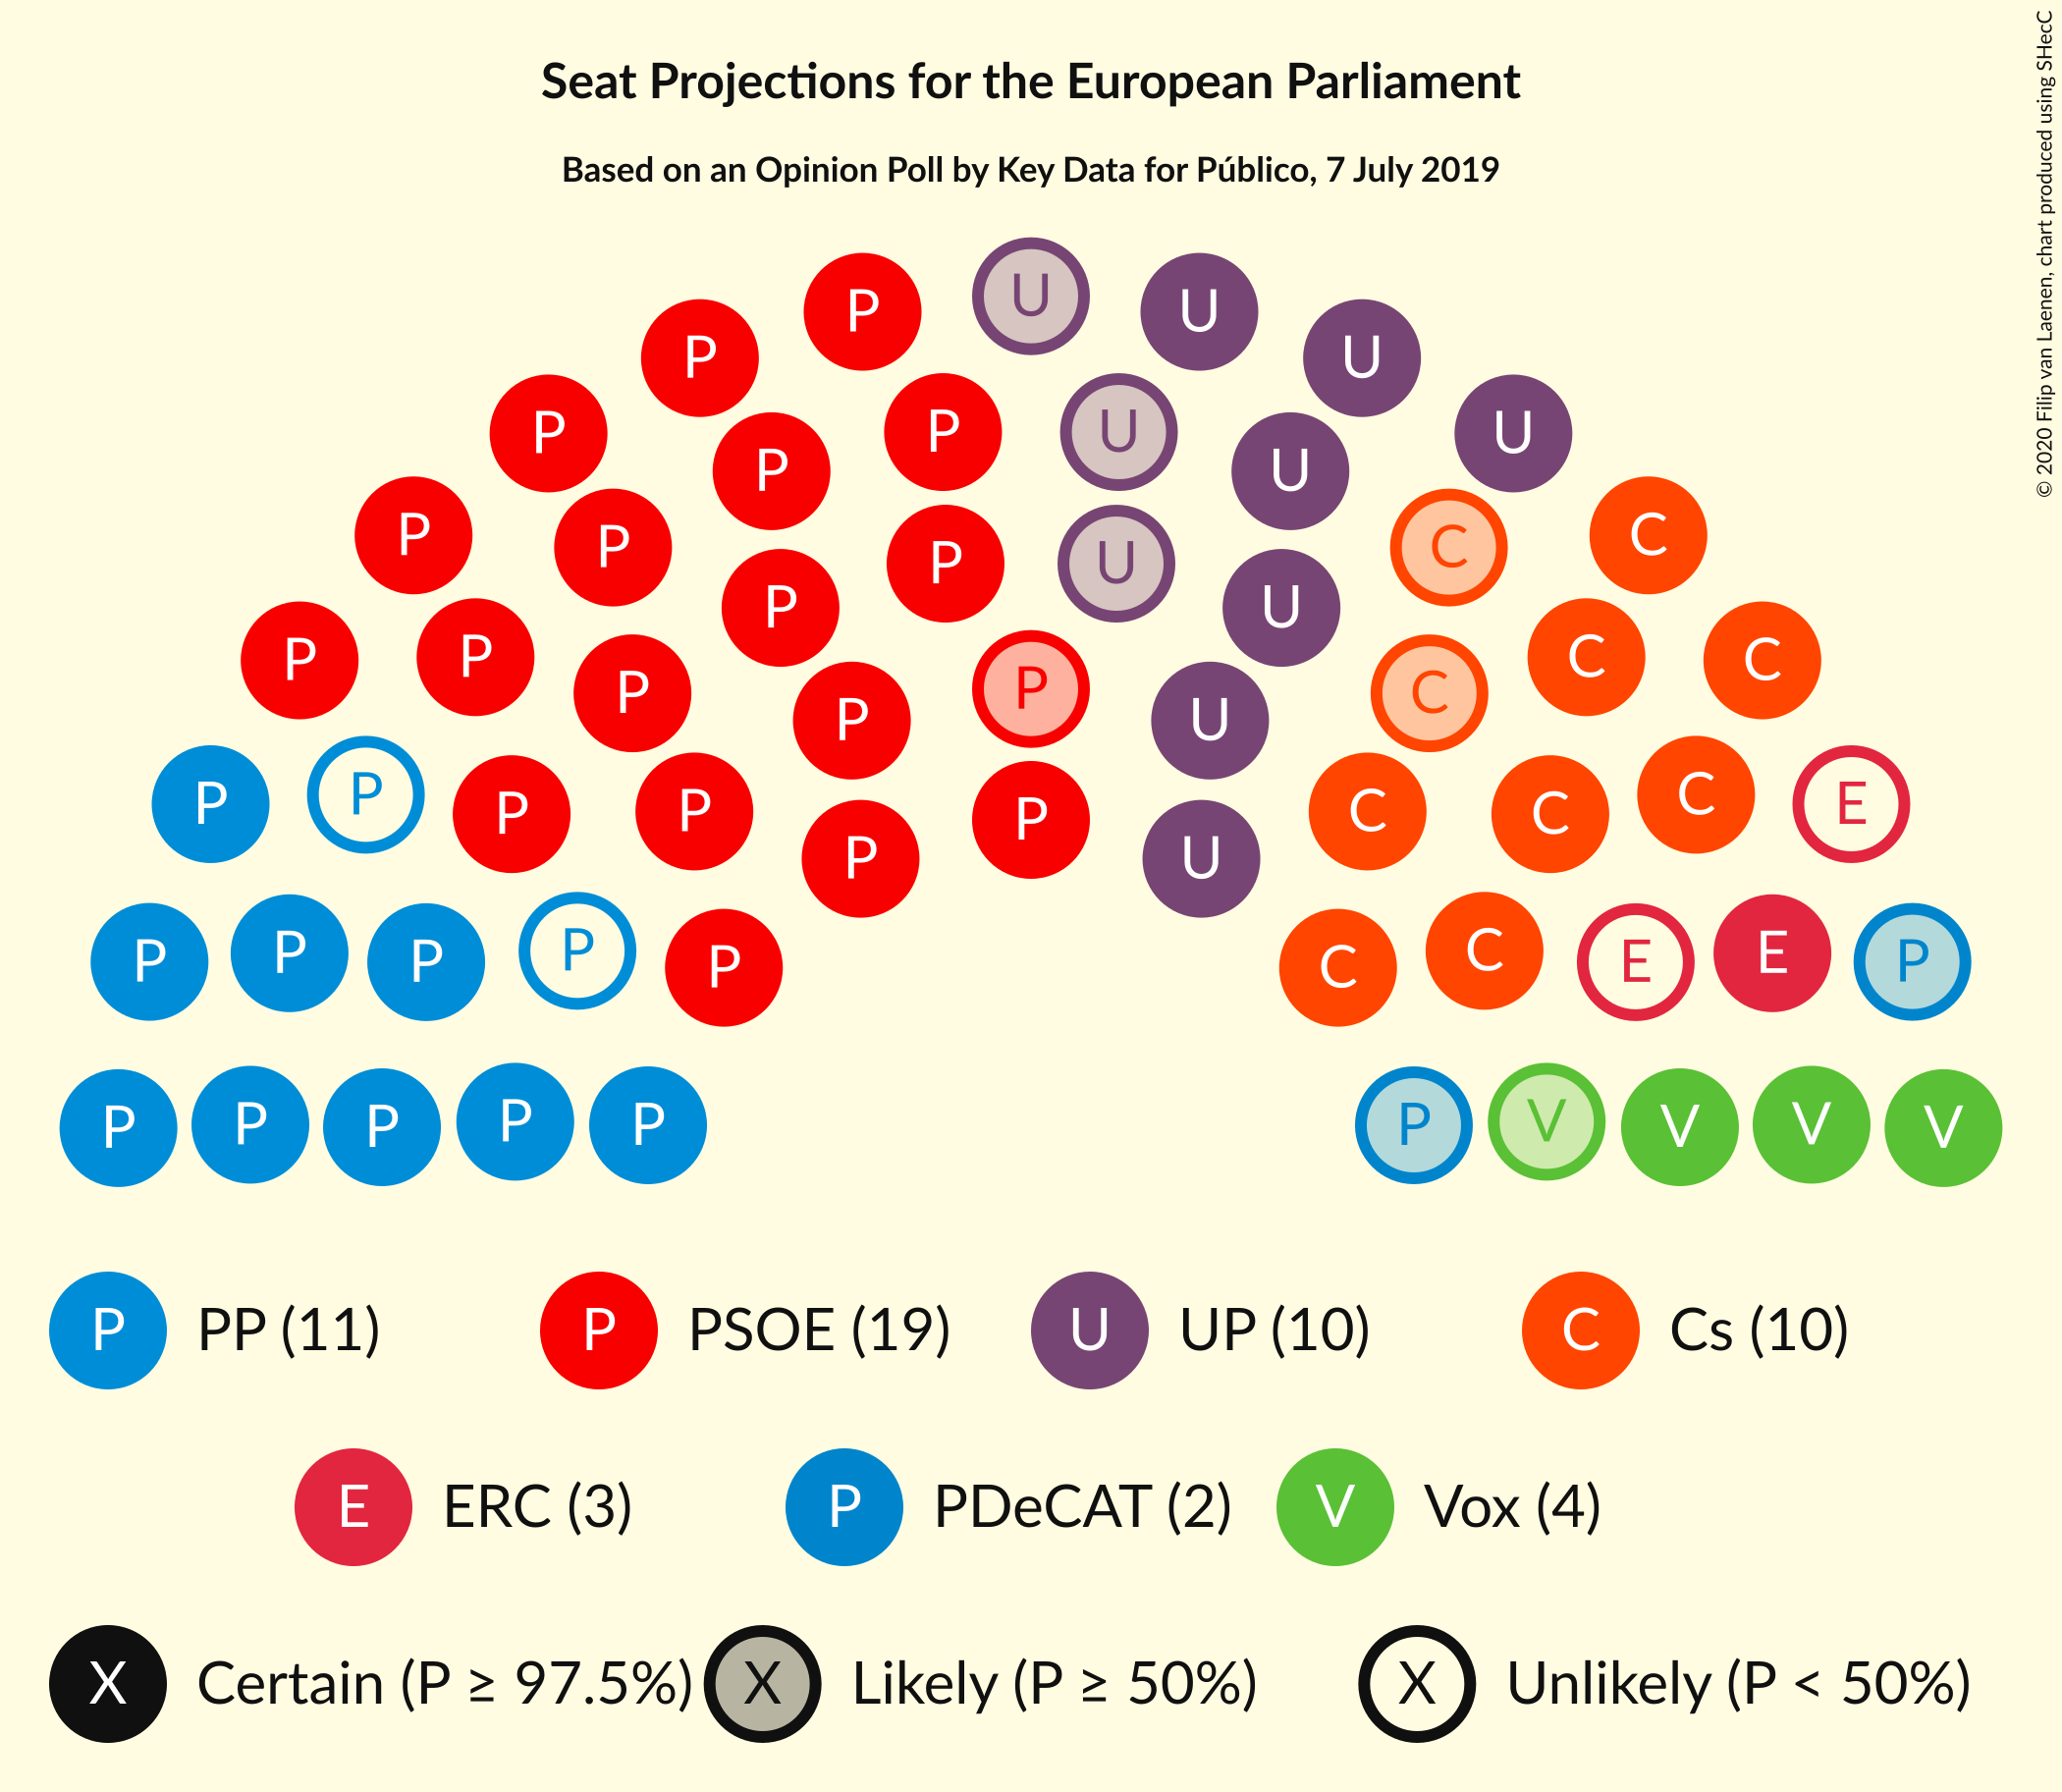 © 2020 Filip van Laenen, chart produced using SHecC
Seat Projections for the European Parliament
Based on an Opinion Poll by Key Data for Público, 7 July 2019
U
P U
P U
P P U U
P U
P P C C
P U
P U
P P C C
P P C
P U
P P P P P C C C E
P U
P P P P P C C E E P
P P P P P P V V V V
P PP (11) P PSOE (19) U UP (10) C Cs (10)
E ERC (3) P PDeCAT (2) V Vox (4)
X Certain (P ≥ 97.5%) X Likely (P ≥ 50%) X Unlikely (P < 50%)